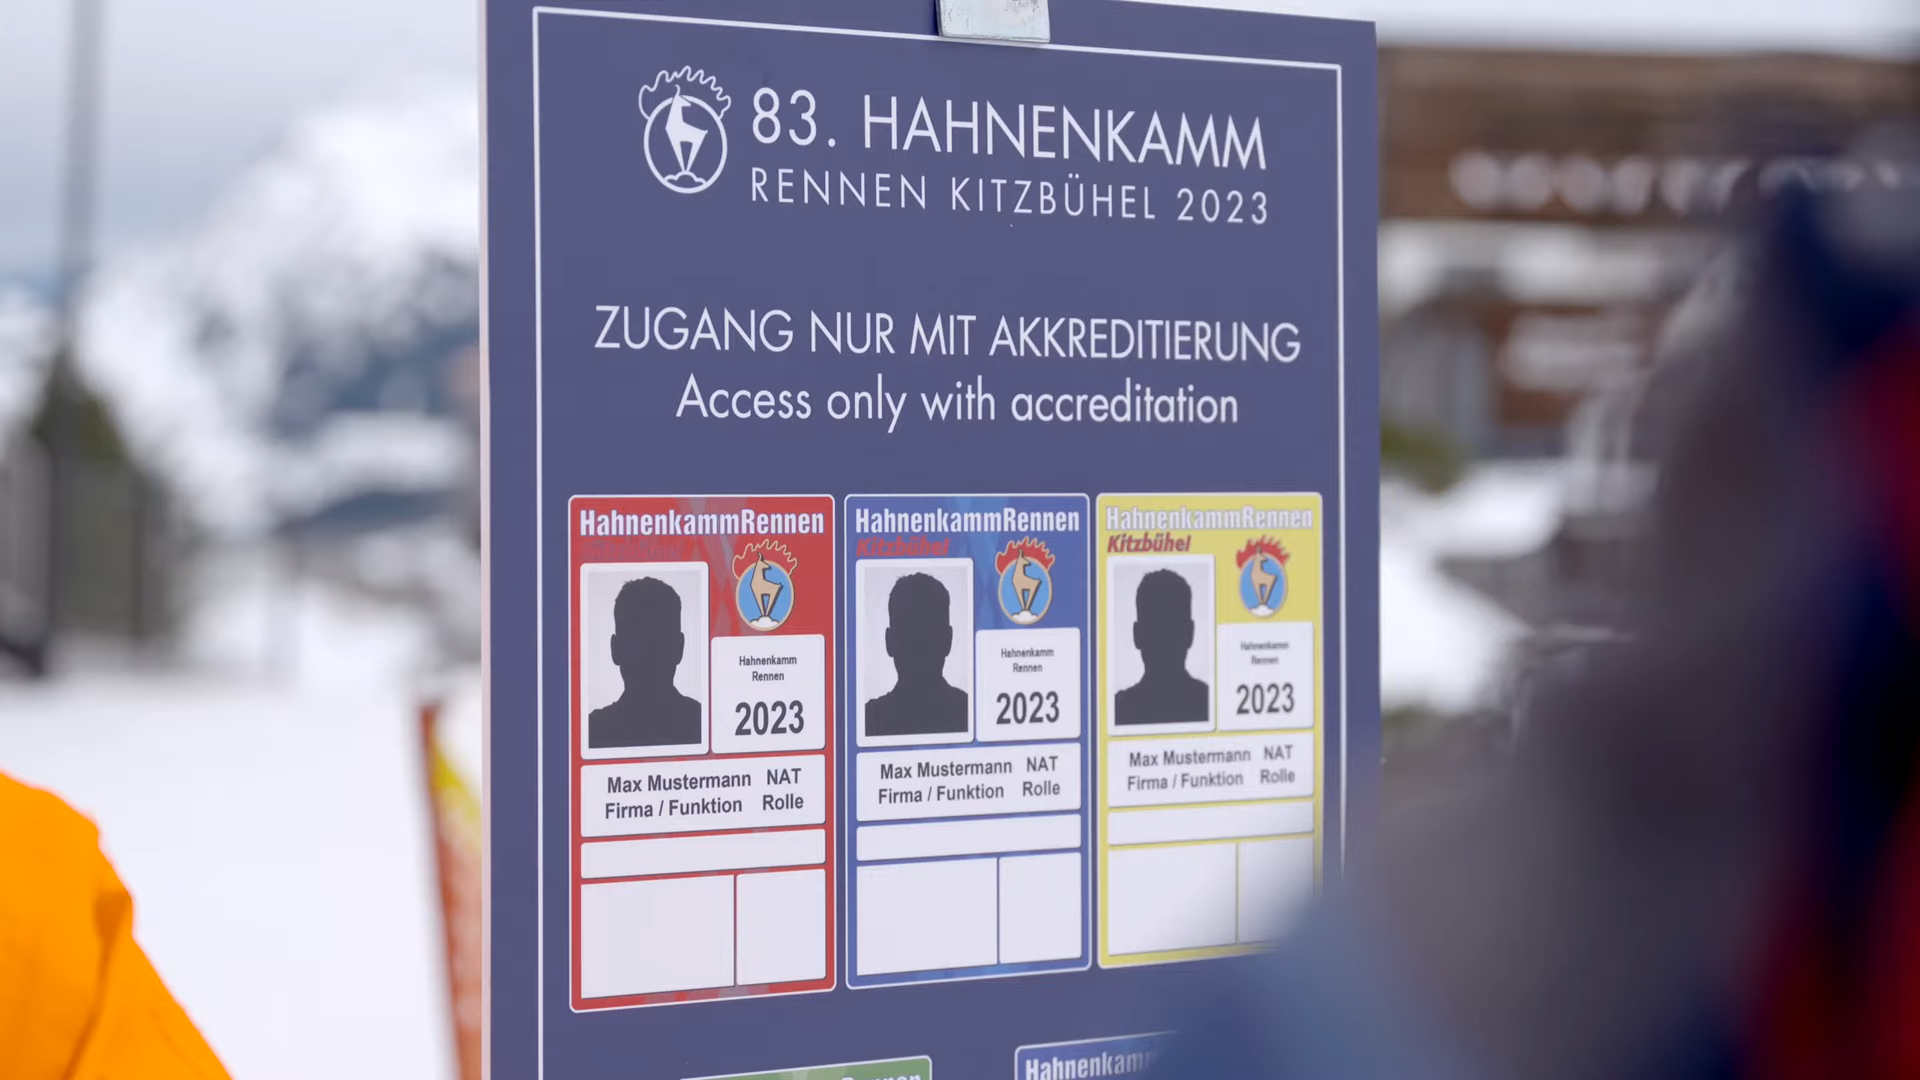 83. HAHNENKAMM
RENNEN KITZBÜHEL 2023
ZUGANG NUR MIT AKKREDITIERUNG
Access only with accreditation
HahnenkammRennen
Kitzbühel
Hahnenkamm
Rennen
2023
Max Mustermann NAT
Firma / Funktion Rolle
HahnenkammRennen
Kitzbühel
Hahnenkamm
Rennen
2023
Max Mustermann NAT
Firma / Funktion Rolle
HahnenkammRennen
Kitzbühel
Hahnenkamm
Rennen
2023
Max Mustermann NAT
Firma / Funktion Rolle
Rennen
Hahnenkamm